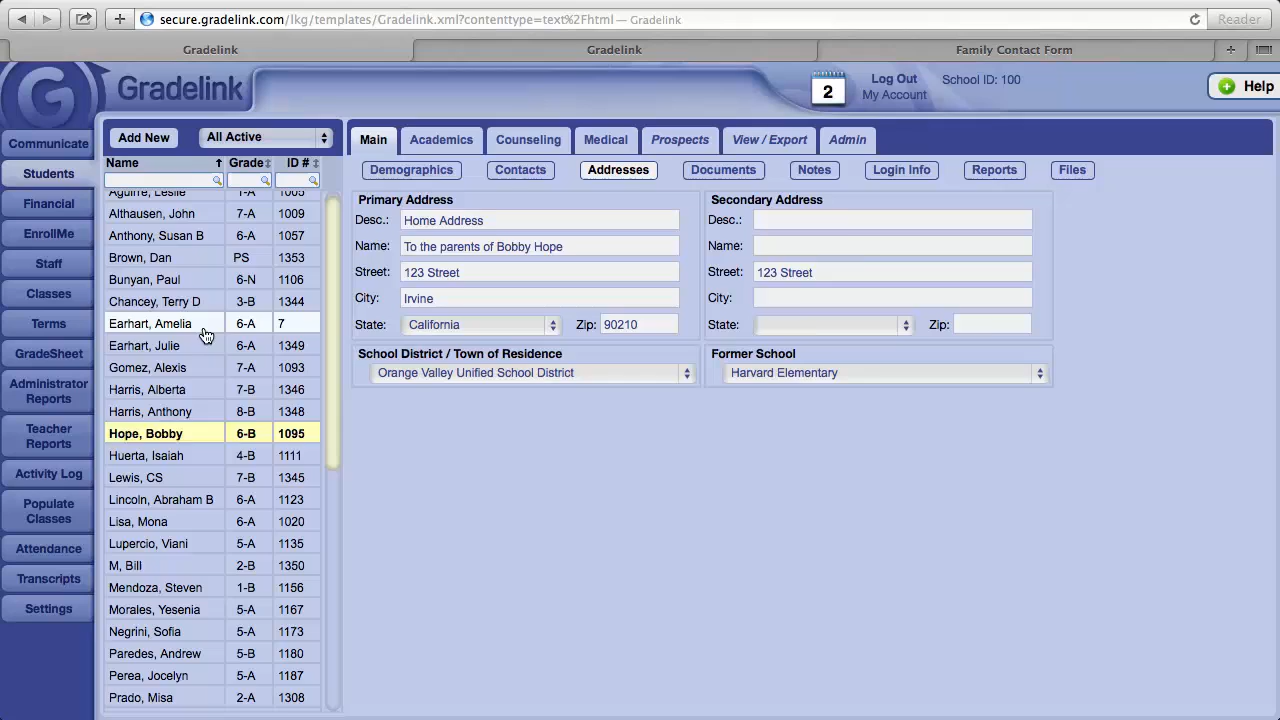 secure.gradelink.com/lkg/templates/Gradelink.xml?contenttype=text%2Fhtml — Gradelink
Reader
Gradelink
Gradelink
Family Contact Form
G Gradelink
2
Log Out
My Account
School ID: 100
Help
Communicate
Students
Financial
EnrollMe
Staff
Classes
Terms
GradeSheet
Administrator
Reports
Teacher
Reports
Activity Log
Populate
Classes
Attendance
Transcripts
Settings
Add New
All Active
Name Grade ID #
Aguirre, Leslie 1-A 1005
Althausen, John 7-A 1009
Anthony, Susan B 6-A 1057
Brown, Dan PS 1353
Bunyan, Paul 6-N 1106
Chancey, Terry D 3-B 1344
Earhart, Amelia 6-A 7
Earhart, Julie 6-A 1349
Gomez, Alexis 7-A 1093
Harris, Alberta 7-B 1346
Harris, Anthony 8-B 1348
Hope, Bobby 6-B 1095
Huerta, Isaiah 4-B 1111
Lewis, CS 7-B 1345
Lincoln, Abraham B 6-A 1123
Lisa, Mona 6-A 1020
Lupercio, Viani 5-A 1135
M, Bill 2-B 1350
Mendoza, Steven 1-B 1156
Morales, Yesenia 5-A 1167
Negrini, Sofia 5-A 1173
Paredes, Andrew 5-B 1180
Perea, Jocelyn 5-A 1187
Prado, Misa 2-A 1308
Main Academics Counseling Medical Prospects View / Export Admin
Demographics Contacts Addresses Documents Notes Login Info Reports Files
Primary Address
Desc.: Home Address
Name: To the parents of Bobby Hope
Street: 123 Street
City: Irvine
State: California Zip: 90210
Secondary Address
Desc.:
Name:
Street: 123 Street
City:
State: Zip:
School District / Town of Residence
Orange Valley Unified School District
Former School
Harvard Elementary